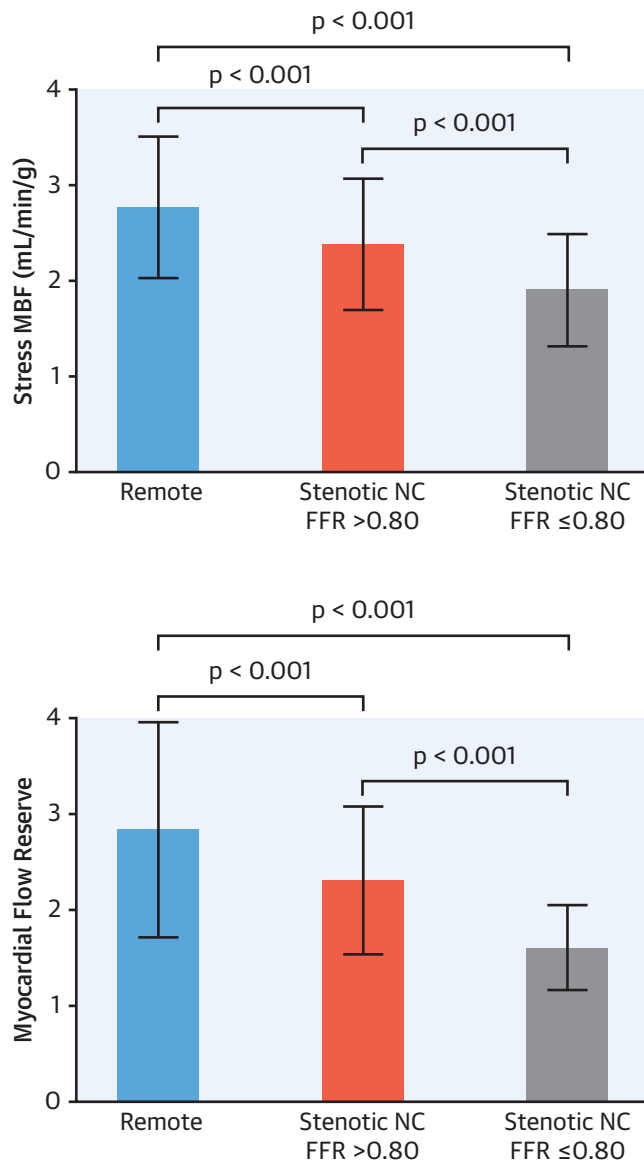 p < 0.001
p < 0.001
p < 0.001
4
3
2
1
0
Stress MBF (mL/min/g)
Remote
Stenotic NC
FFR >0.80
Stenotic NC
FFR ≤0.80
p < 0.001
p < 0.001
p < 0.001
4
3
2
1
0
Myocardial Flow Reserve
Remote
Stenotic NC
FFR >0.80
Stenotic NC
FFR ≤0.80